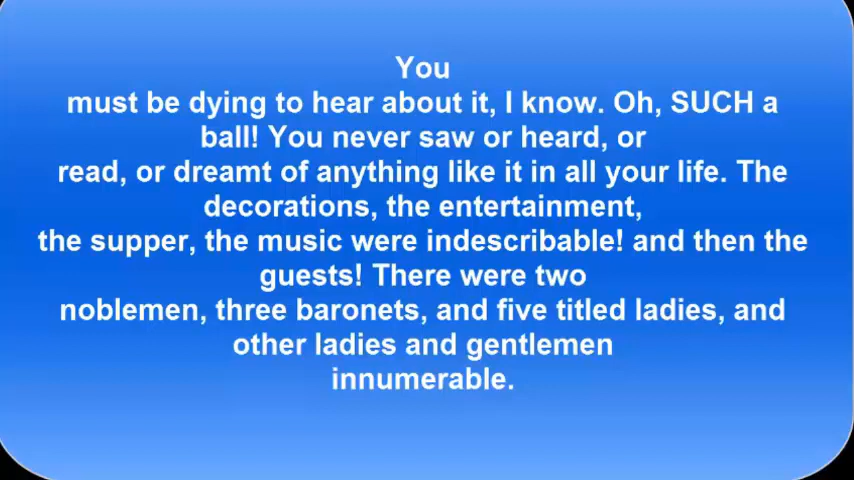 You
must be dying to hear about it, I know. Oh, SUCH a
ball! You never saw or heard, or
read, or dreamt of anything like it in all your life. The
decorations, the entertainment,
the supper, the music were indescribable! and then the
guests! There were two
noblemen, three baronets, and five titled ladies, and
other ladies and gentlemen
innumerable.